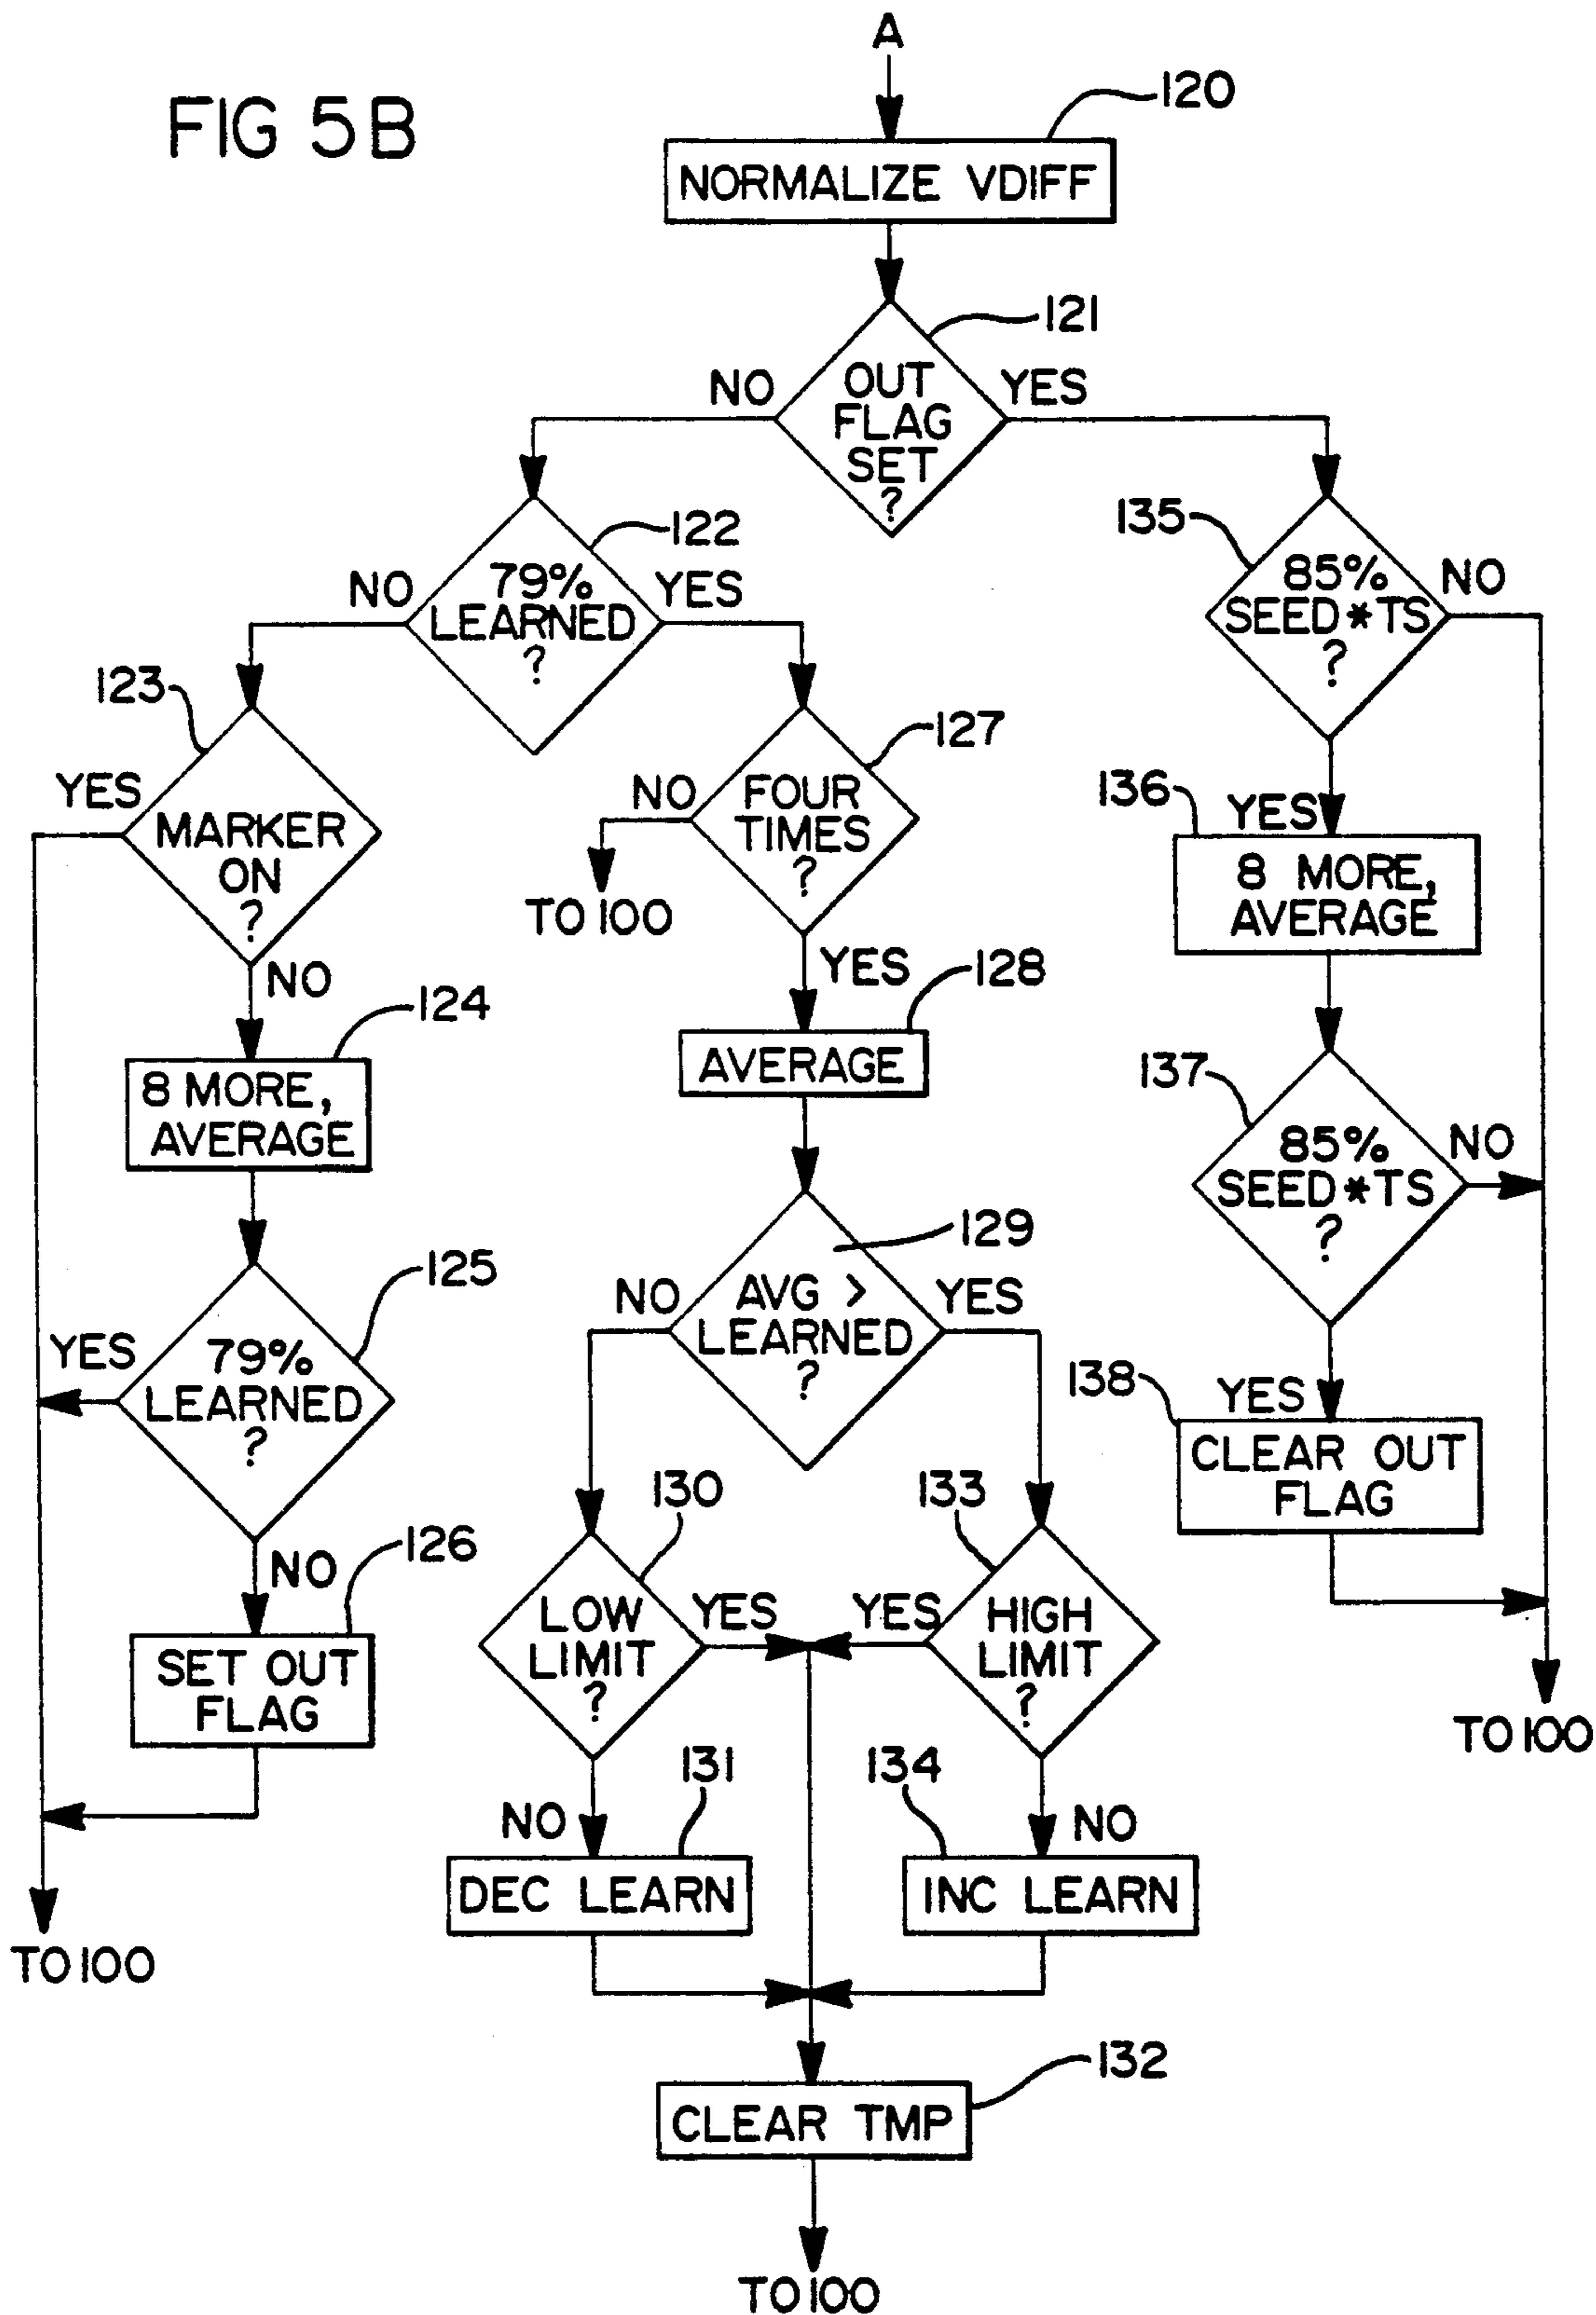 A
FIG 5B
120
NORMALIZE VDIFF
121
NO
OUT
FLAG
SET
?
YES
122
NO
79%
LEARNED
?
YES
135
85%
SEED*TS
?
NO
123
YES
MARKER
ON
?
NO
127
NO
FOUR
TIMES
?
TO 100
YES
136
YES
8 MORE,
AVERAGE
124
8 MORE,
AVERAGE
128
AVERAGE
137
85%
SEED*TS
?
NO
125
YES
79%
LEARNED
?
NO
129
NO
AVG >
LEARNED
?
YES
138
YES
CLEAR OUT
FLAG
126
SET OUT
FLAG
TO 100
130
LOW
LIMIT
?
YES
133
YES
HIGH
LIMIT
?
TO 100
131
NO
DEC LEARN
134
NO
INC LEARN
132
CLEAR TMP
TO 100